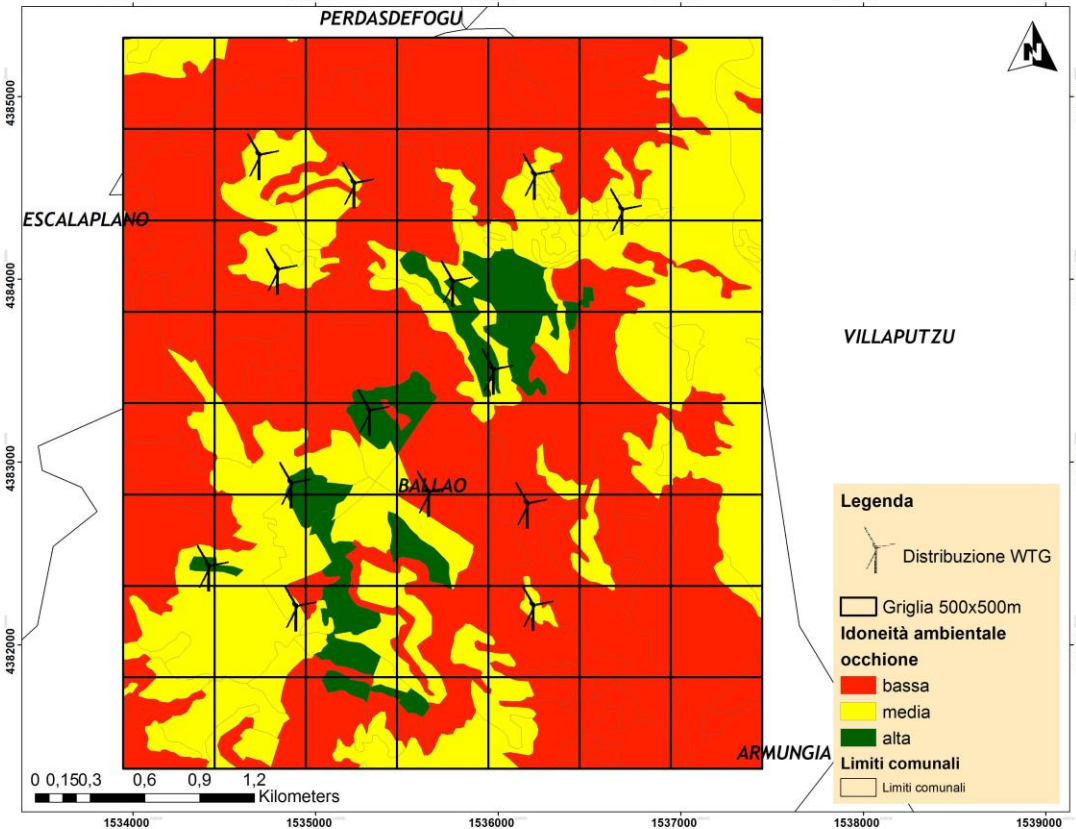 PERDASDEFOGU
N
4385000
ESCALAPLANO
4384000
VILLAPUTZU
4383000
BALLAO
4382000
ARMUNGIA
Legenda
Distribuzione WTG
Griglia 500x500m
Idoneità ambientale
occhione
bassa
media
alta
Limiti comunali
Limiti comunali
0 0,150,3 0,6 0,9 1,2
Kilometers
1534000 1535000 1536000 1537000 1538000 1539000